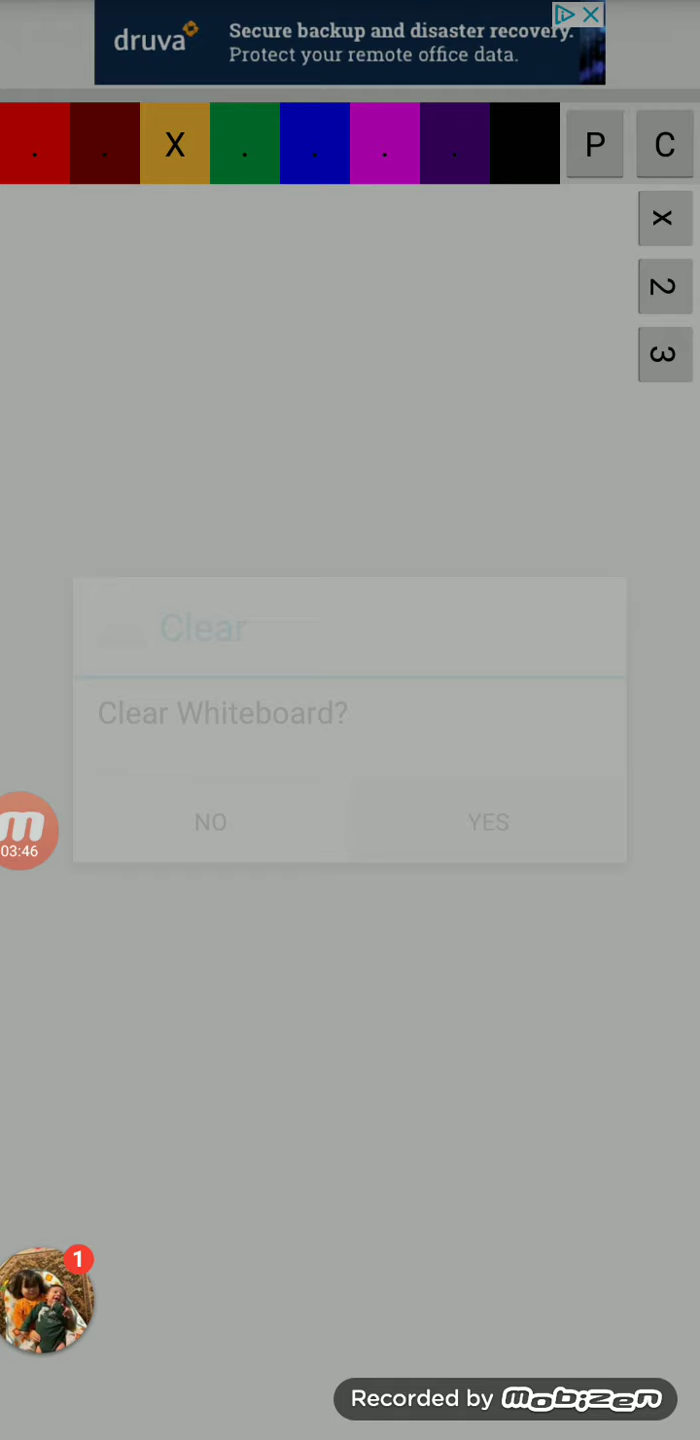 druva
Secure backup and disaster recovery.
Protect your remote office data.
. . X . . . . P C
x
2
3
Clear
Clear Whiteboard?
NO YES
m
03:46
1
Recorded by mobizen